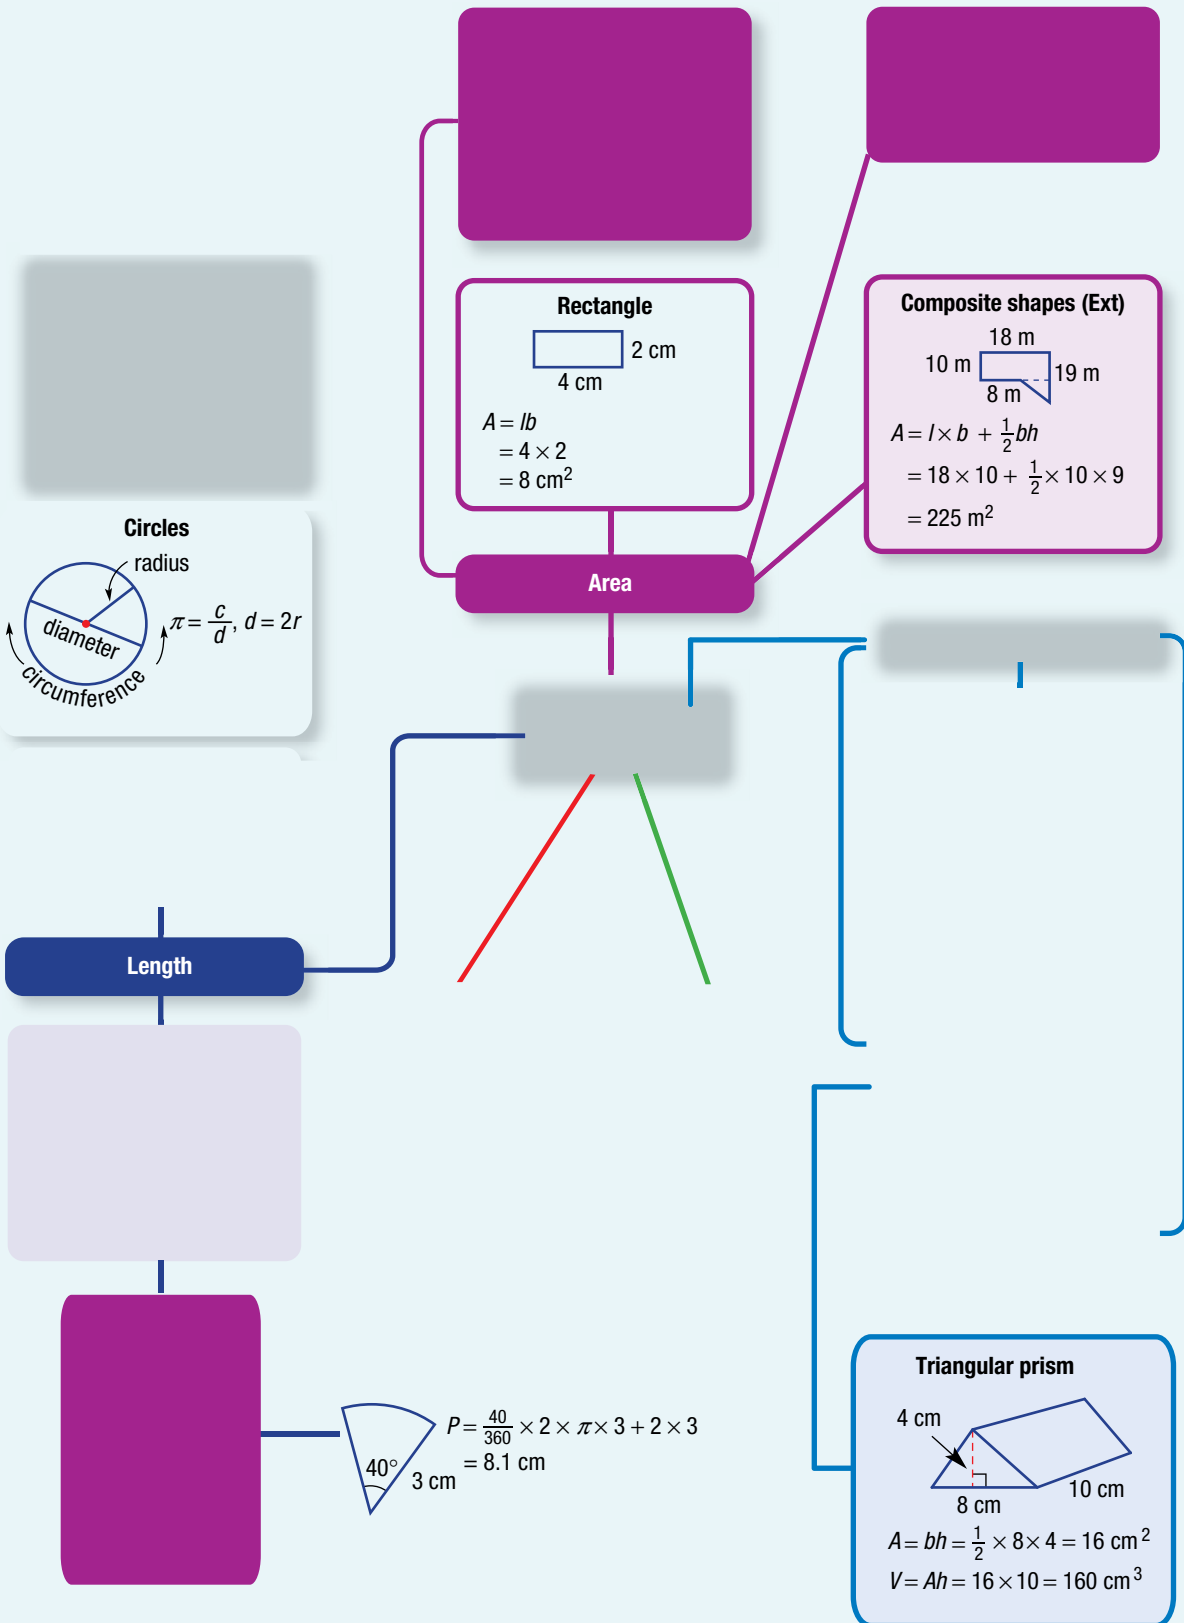 Rectangle
2 cm
4 cm
A = lb
= 4 × 2
= 8 cm²
Composite shapes (Ext)
18 m
10 m
19 m
8 m
A = l × b + 1/2 bh
= 18 × 10 + 1/2 × 10 × 9
= 225 m²
Circles
radius
diameter
circumference
π = c/d, d = 2r
Area
Length
40°
3 cm
P = 40/360 × 2 × π × 3 + 2 × 3
= 8.1 cm
Triangular prism
4 cm
8 cm
10 cm
A = bh = 1/2 × 8 × 4 = 16 cm²
V = Ah = 16 × 10 = 160 cm³